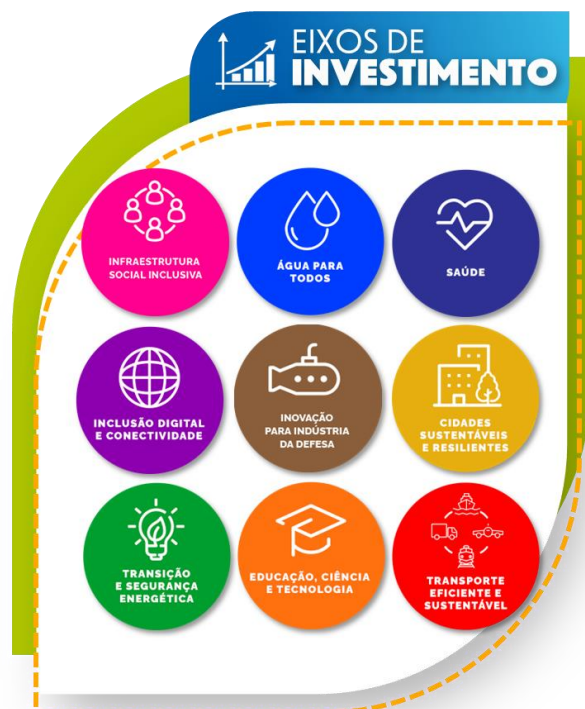 EIXOS DE
INVESTIMENTO
INFRAESTRUTURA
SOCIAL INCLUSIVA
ÁGUA PARA
TODOS
SAÚDE
INCLUSÃO DIGITAL
E CONECTIVIDADE
INOVAÇÃO
PARA INDÚSTRIA
DA DEFESA
CIDADES
SUSTENTÁVEIS
E RESILIENTES
TRANSIÇÃO
E SEGURANÇA
ENERGÉTICA
EDUCAÇÃO, CIÊNCIA
E TECNOLOGIA
TRANSPORTE
EFICIENTE E
SUSTENTÁVEL